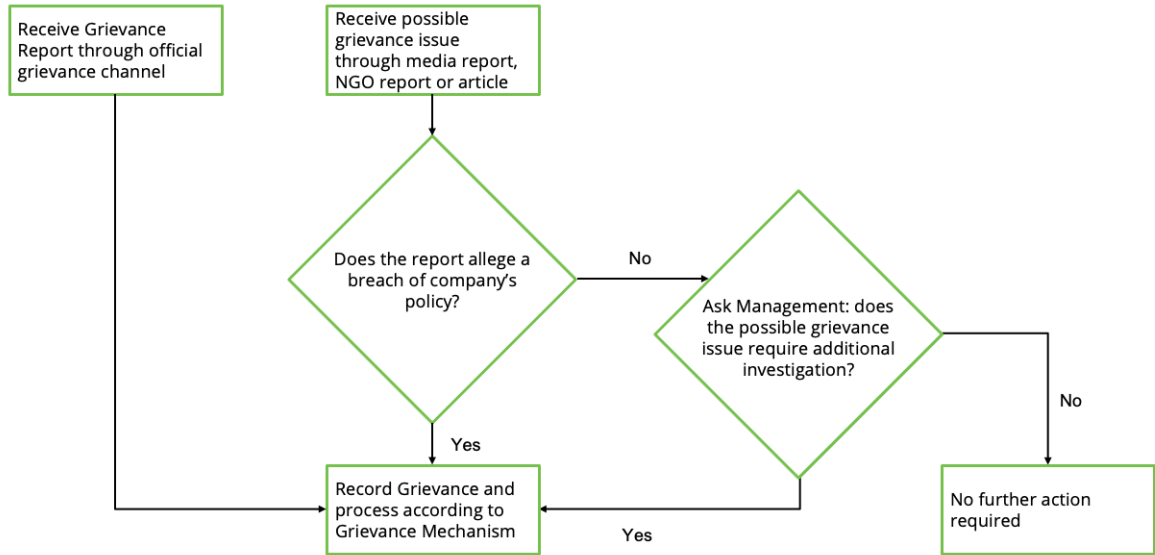 Receive Grievance
Report through official
grievance channel
Receive possible
grievance issue
through media report,
NGO report or article
Does the report allege a
breach of company’s
policy?
No
Ask Management: does
the possible grievance
issue require additional
investigation?
No
Yes
Record Grievance and
process according to
Grievance Mechanism
Yes
No further action
required